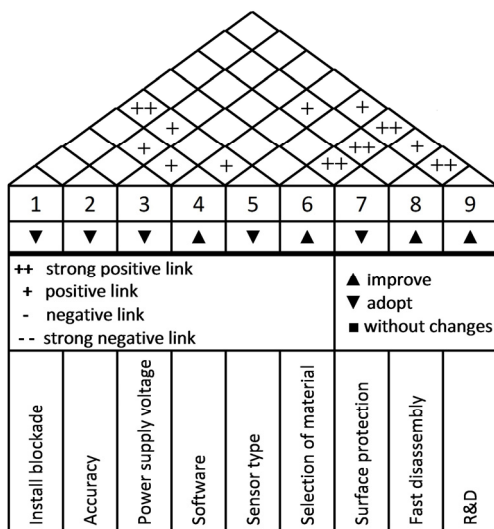 ++ + +
+ ++
+ ++ +
+ + ++ ++
1 2 3 4 5 6 7 8 9
▼ ▼ ▼ ▲ ▼ ▲ ▼ ▲ ▲
++ strong positive link
+ positive link
- negative link
-- strong negative link
▲ improve
▼ adopt
■ without changes
Install blockade
Accuracy
Power supply voltage
Software
Sensor type
Selection of material
Surface protection
Fast disassembly
R&D